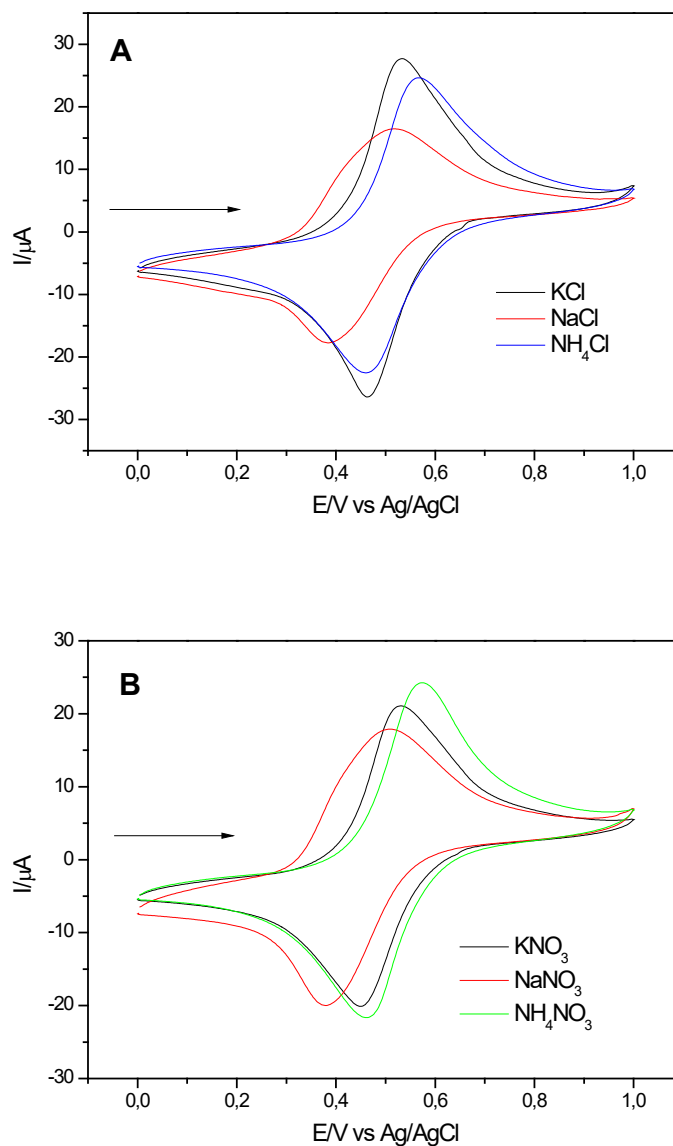 A
30
20
10
0
-10
-20
-30
I/µA
KCl
NaCl
NH₄Cl
0,0 0,2 0,4 0,6 0,8 1,0
E/V vs Ag/AgCl
B
30
20
10
0
-10
-20
-30
I/µA
KNO₃
NaNO₃
NH₄NO₃
0,0 0,2 0,4 0,6 0,8 1,0
E/V vs Ag/AgCl